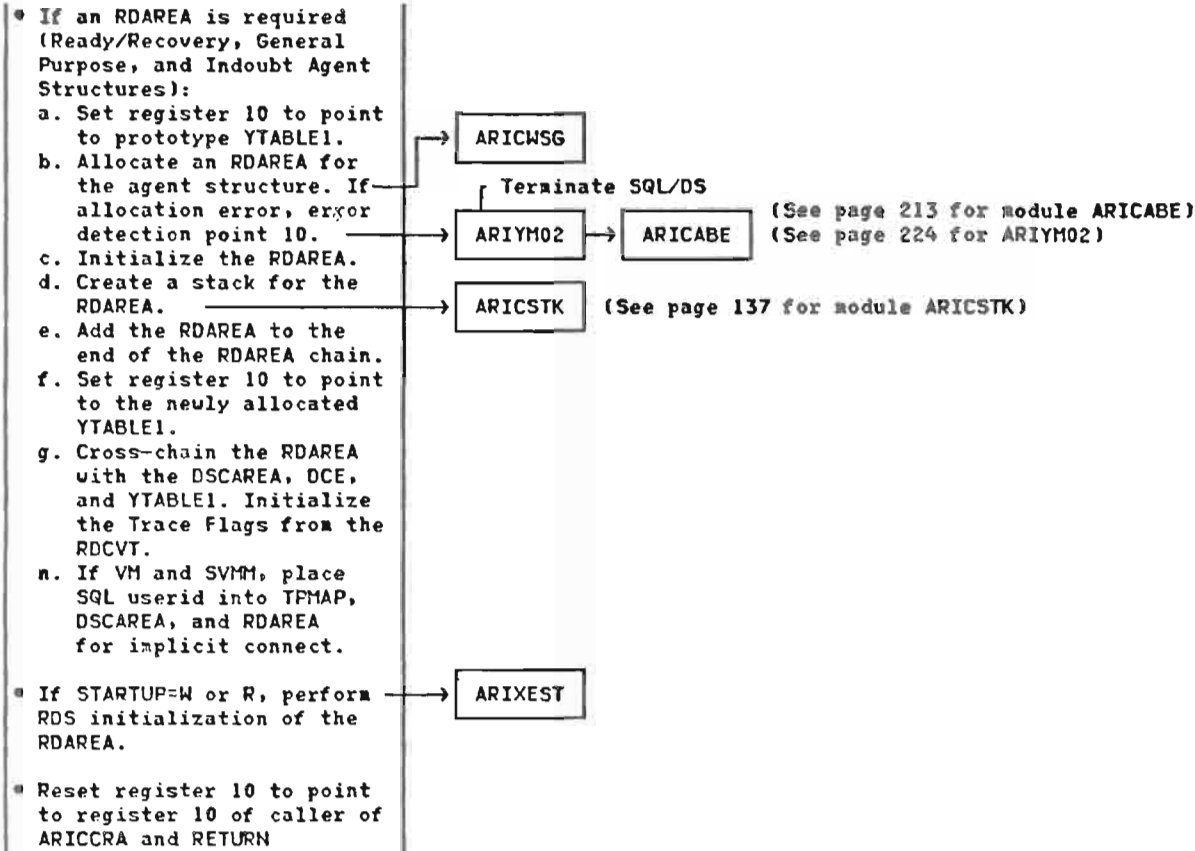 • If an RDAREA is required
(Ready/Recovery, General
Purpose, and Indoubt Agent
Structures):
a. Set register 10 to point
to prototype YTABLE1.
ARICWSG
b. Allocate an RDAREA for
the agent structure. If
Terminate SQL/DS
allocation error, error
detection point 10.
ARIYM02
ARICABE
(See page 213 for module ARICABE)
(See page 224 for ARIYM02)
c. Initialize the RDAREA.
d. Create a stack for the
RDAREA.
ARICSTK
(See page 137 for module ARICSTK)
e. Add the RDAREA to the
end of the RDAREA chain.
f. Set register 10 to point
to the newly allocated
YTABLE1.
g. Cross-chain the RDAREA
with the DSCAREA, DCE,
and YTABLE1. Initialize
the Trace Flags from the
RDCVT.
n. If VM and SVMM, place
SQL userid into TPMAP,
DSCAREA, and RDAREA
for implicit connect.
• If STARTUP=W or R, perform
RDS initialization of the
RDAREA.
ARIXEST
• Reset register 10 to point
to register 10 of caller of
ARICCRA and RETURN